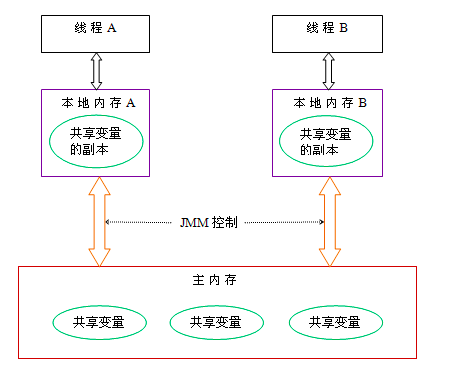 线程 A
线程 B
本地内存 A
本地内存 B
共享变量
的副本
共享变量
的副本
JMM 控制
主内存
共享变量
共享变量
共享变量